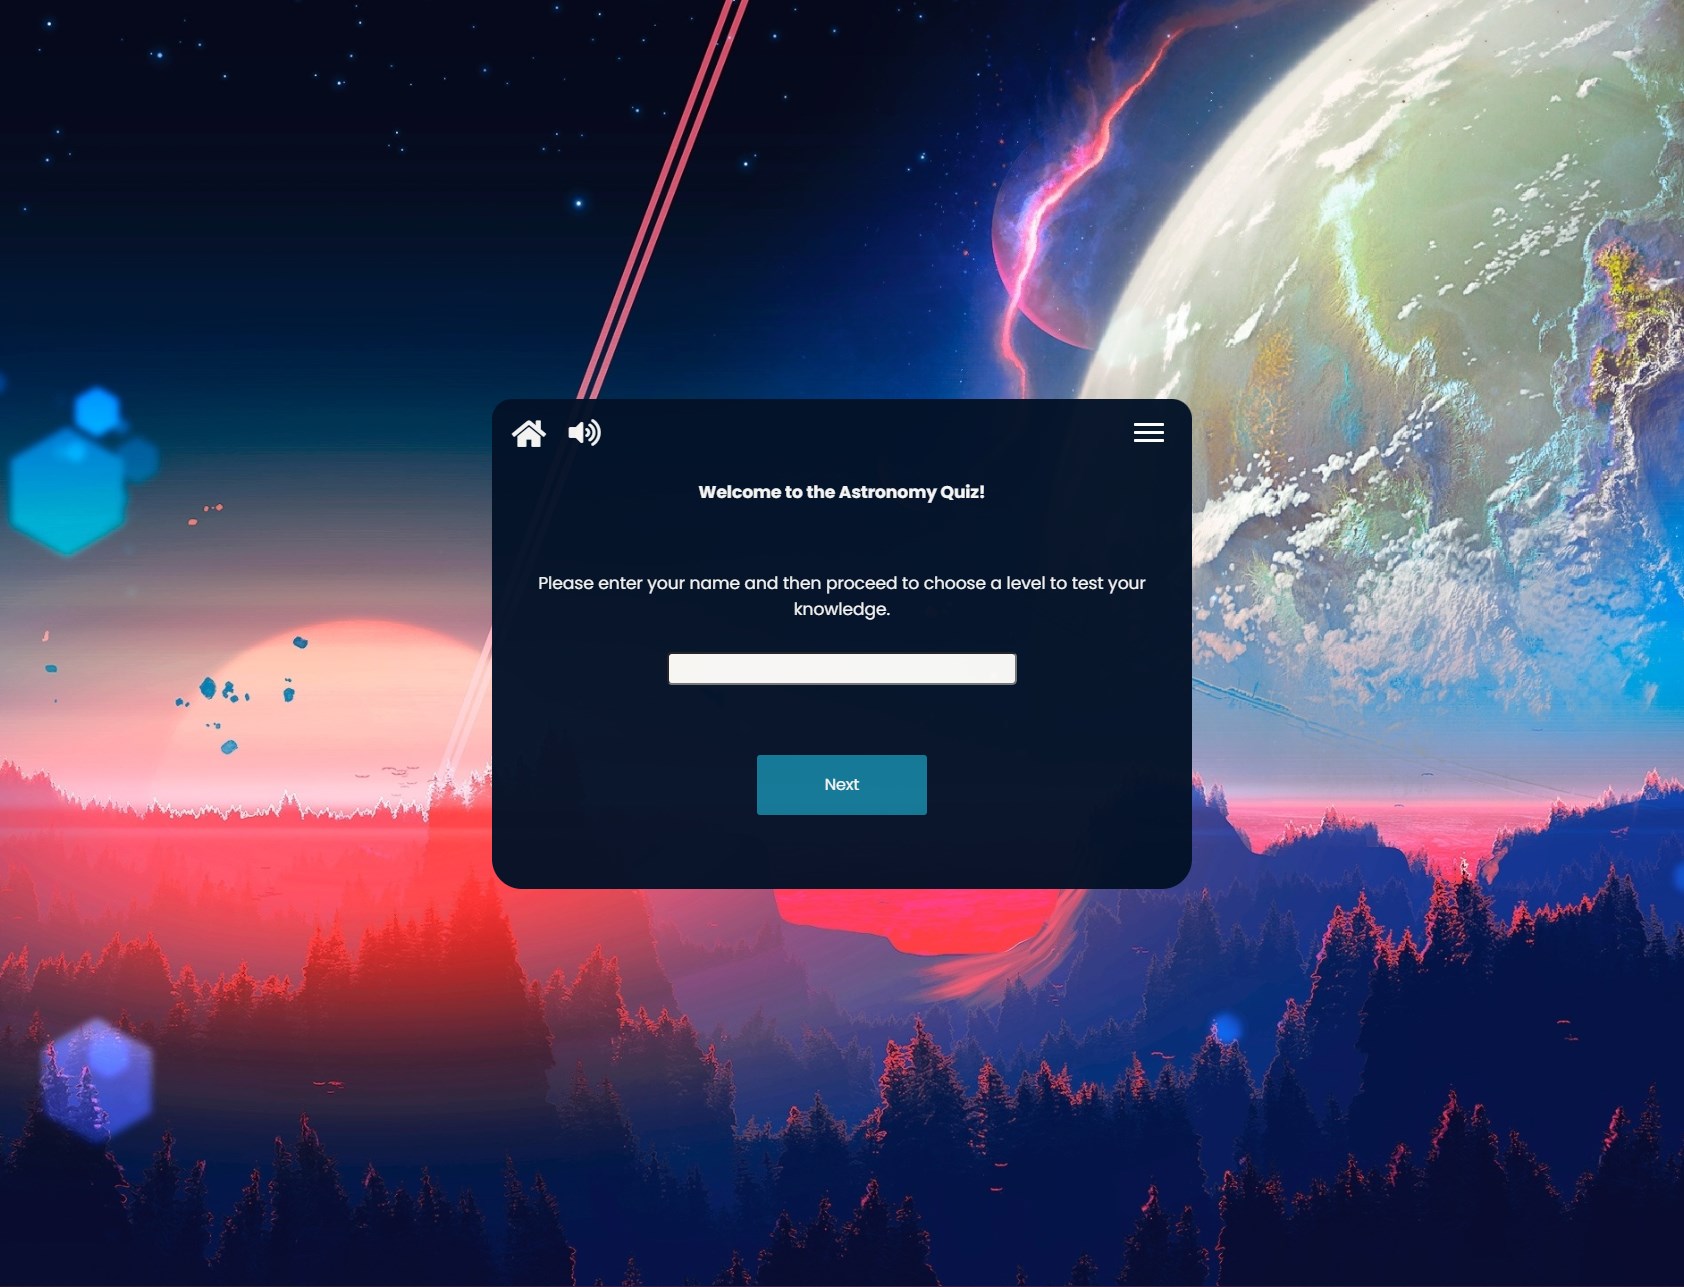 Welcome to the Astronomy Quiz!
Please enter your name and then proceed to choose a level to test your
knowledge.
Next